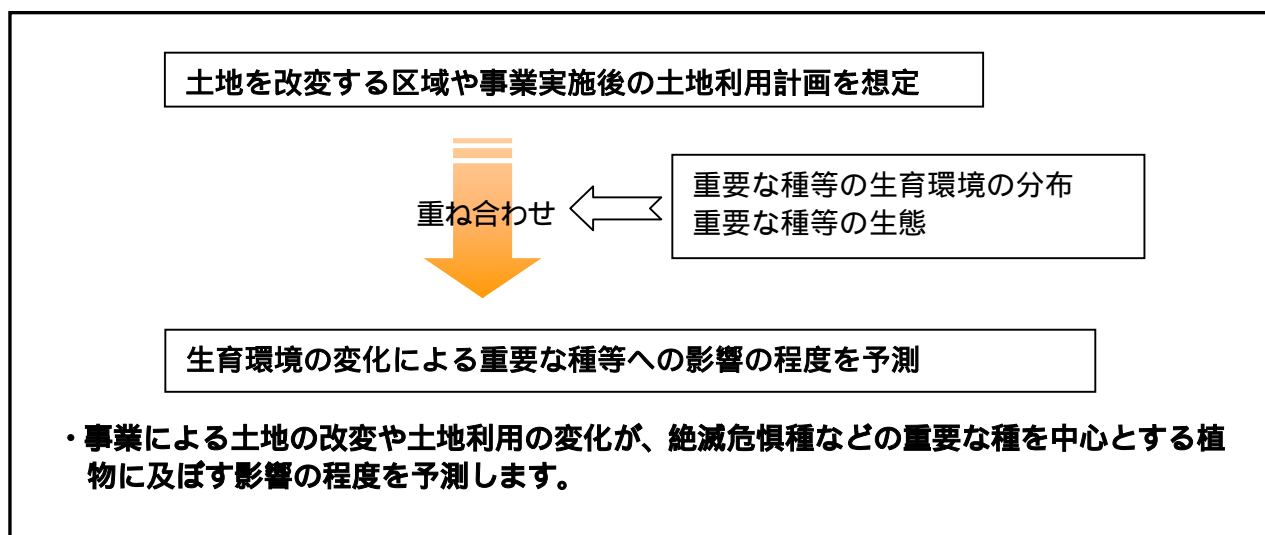 土地を改変する区域や事業実施後の土地利用計画を想定
重要な種等の生育環境の分布
重要な種等の生態
重ね合わせ
生育環境の変化による重要な種等への影響の程度を予測
・事業による土地の改変や土地利用の変化が、絶滅危惧種などの重要な種を中心とする植
物に及ぼす影響の程度を予測します。